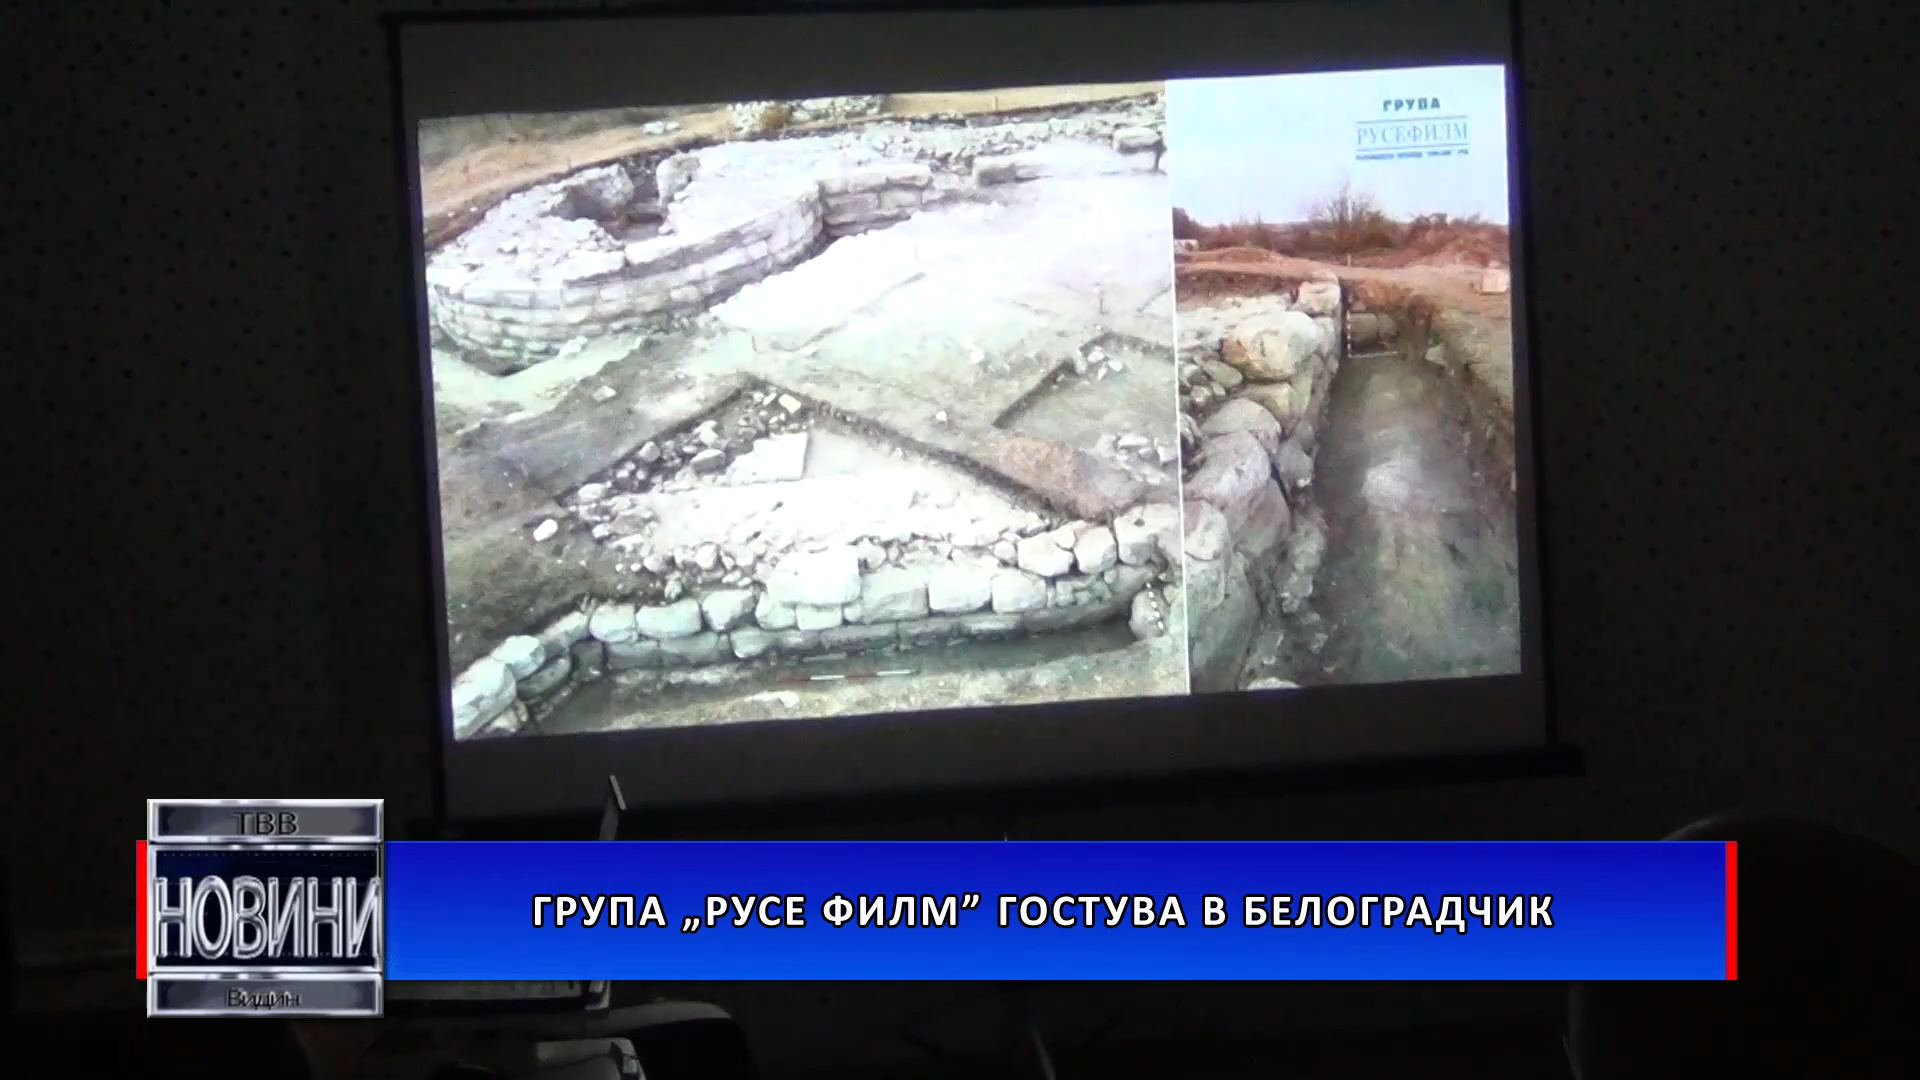 ГРУПА
РУСЕФИЛМ
ТВВ
НОВИНИ
Видин
ГРУПА „РУСЕ ФИЛМ” ГОСТУВА В БЕЛОГРАДЧИК